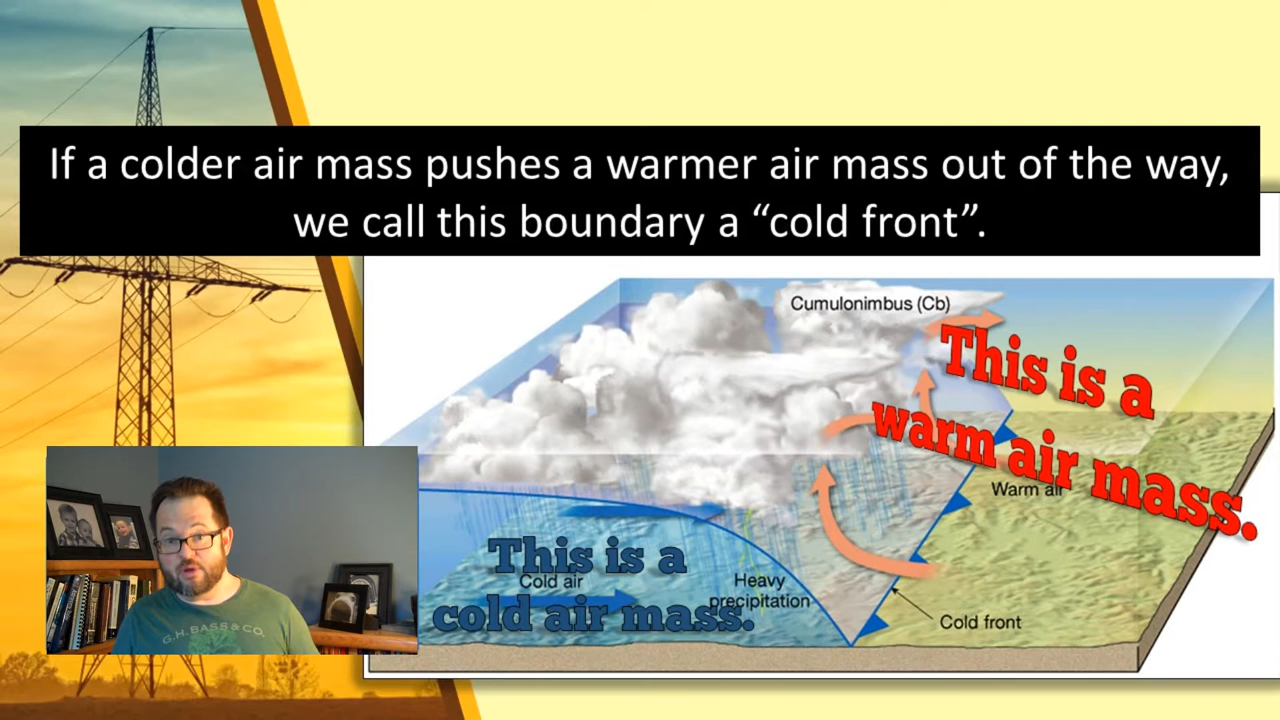 If a colder air mass pushes a warmer air mass out of the way,
we call this boundary a “cold front”.
Cumulonimbus (Cb)
This is a
warm air mass.
Warm air
This is a
Cold air
cold air mass.
Heavy
precipitation
Cold front
G.H. BASS & CO.